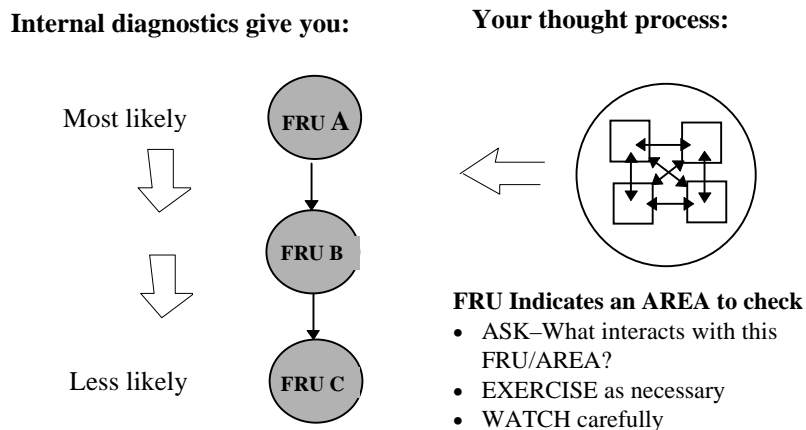 Internal diagnostics give you:
Your thought process:
Most likely
FRU A
FRU B
Less likely
FRU C
FRU Indicates an AREA to check
• ASK–What interacts with this
FRU/AREA?
• EXERCISE as necessary
• WATCH carefully